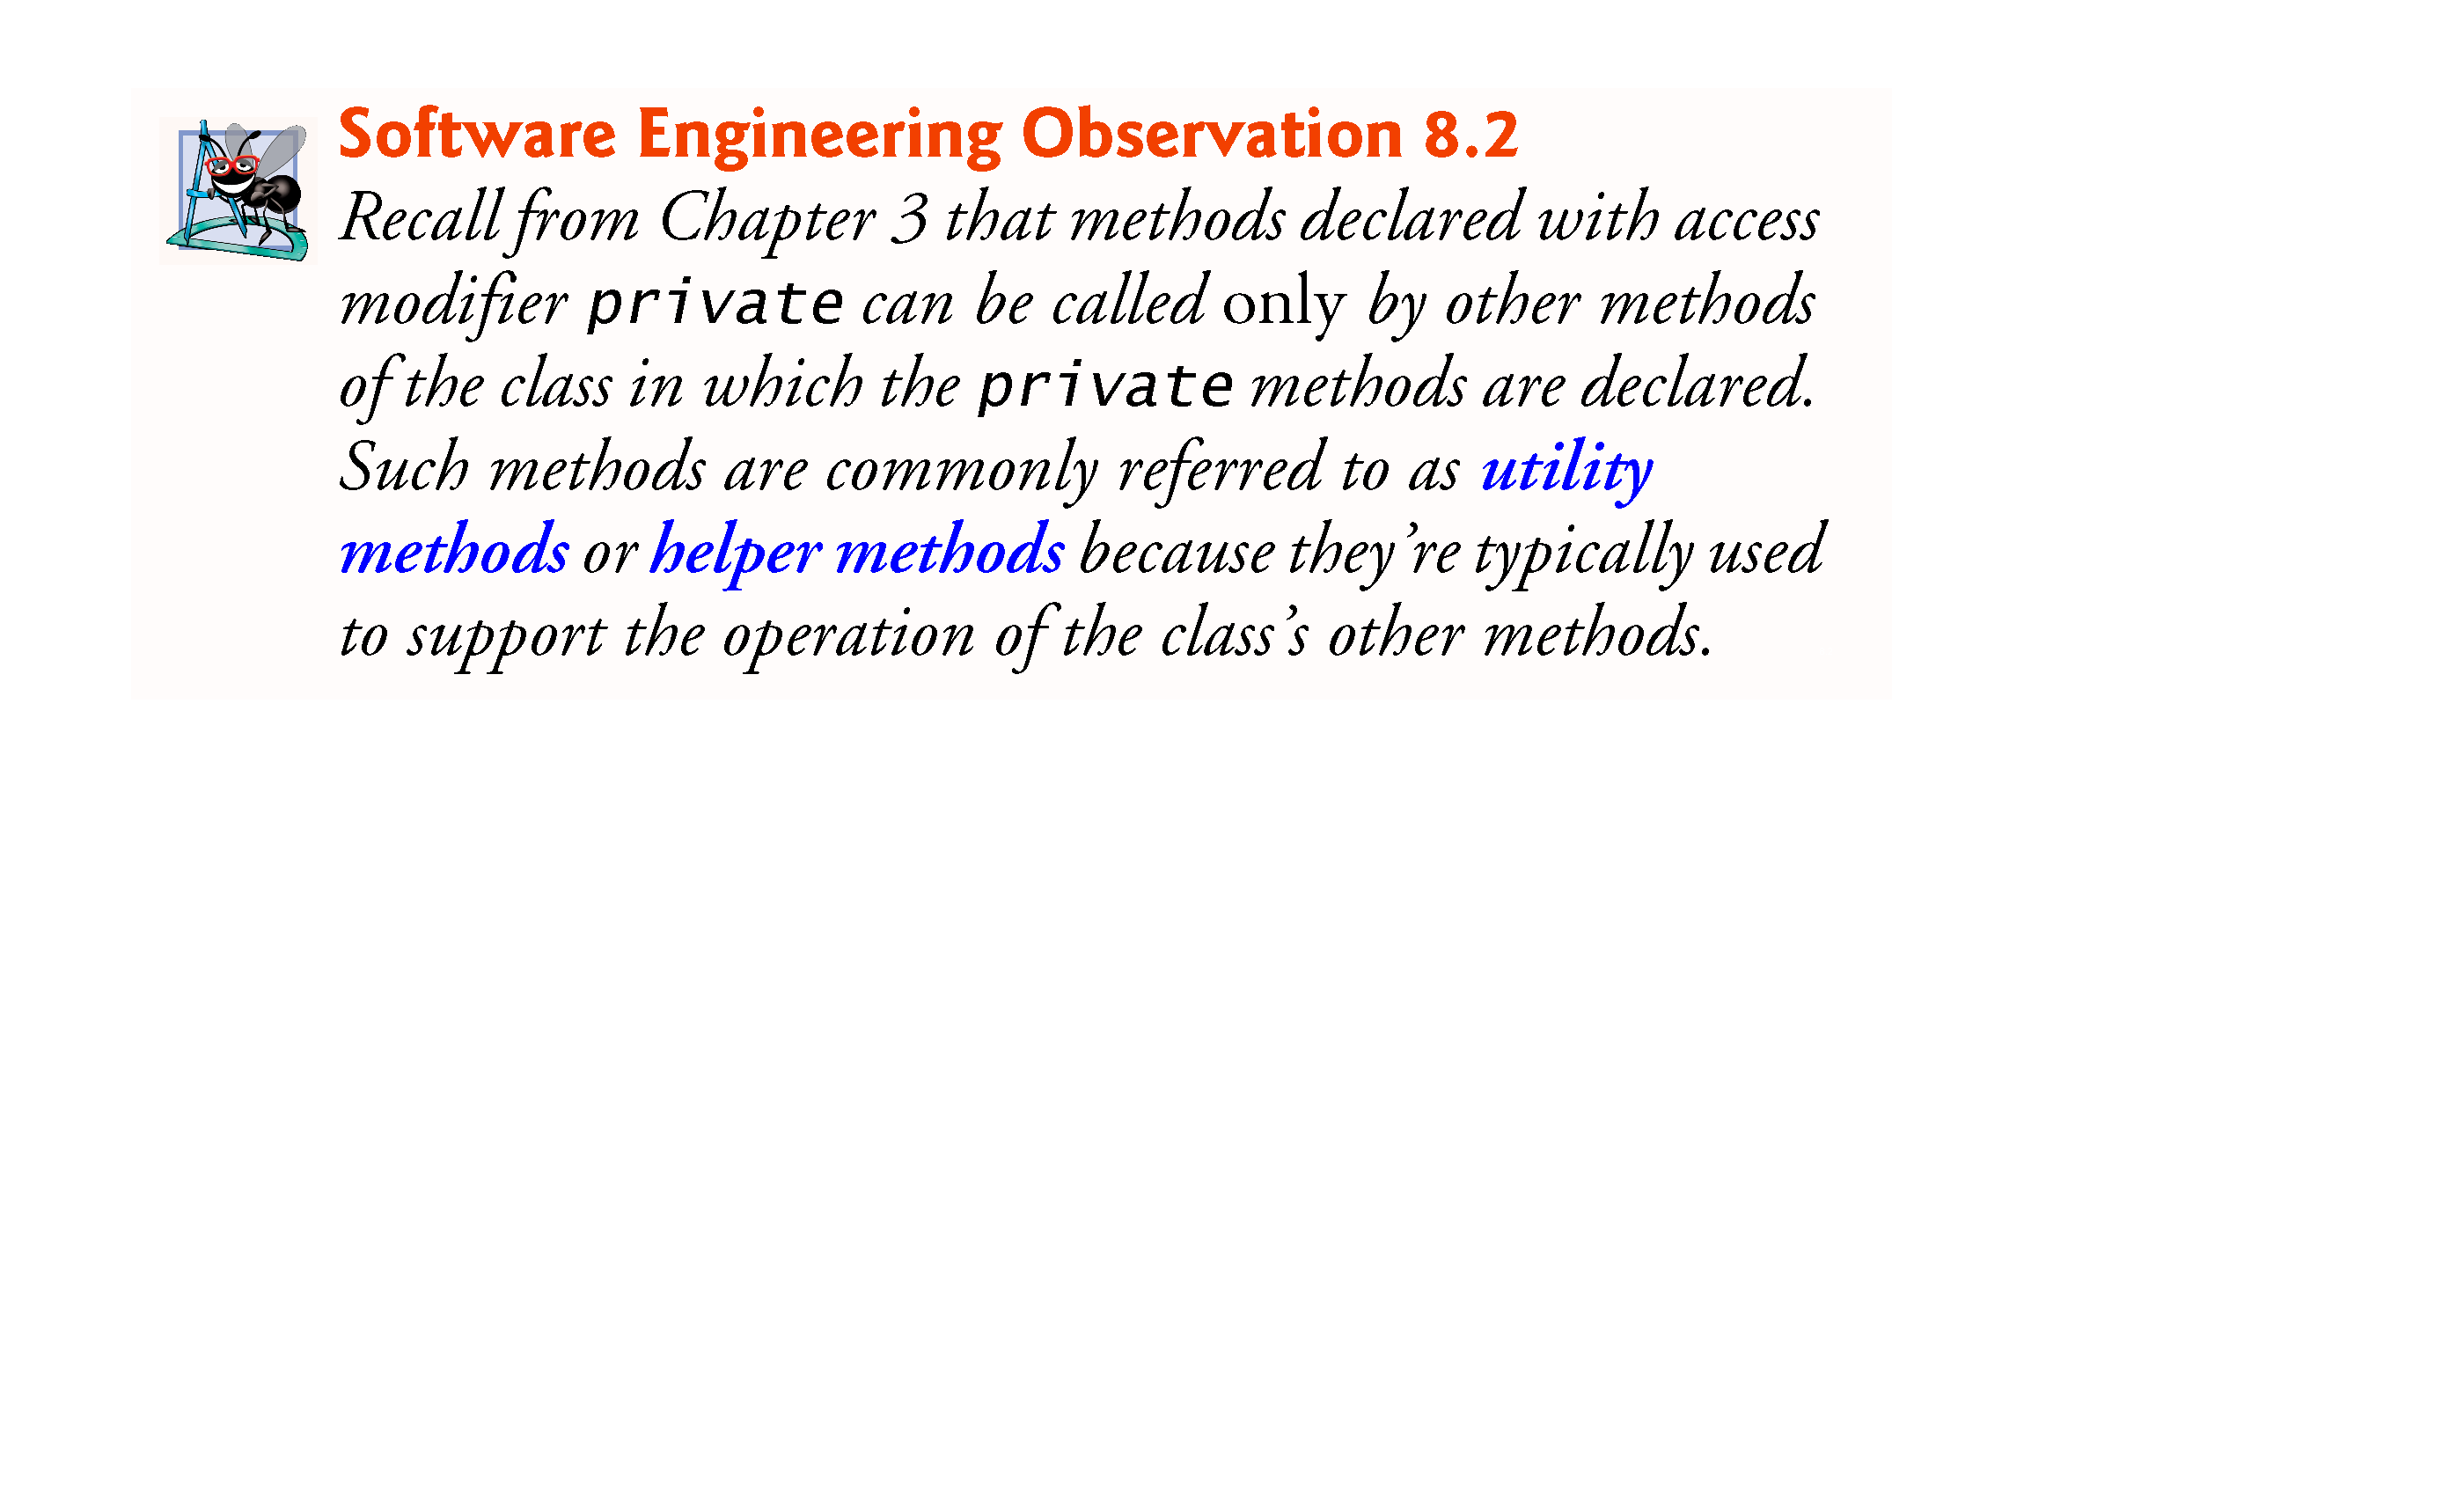 Software Engineering Observation 8.2
Recall from Chapter 3 that methods declared with access
modifier private can be called only by other methods
of the class in which the private methods are declared.
Such methods are commonly referred to as utility
methods or helper methods because they’re typically used
to support the operation of the class’s other methods.